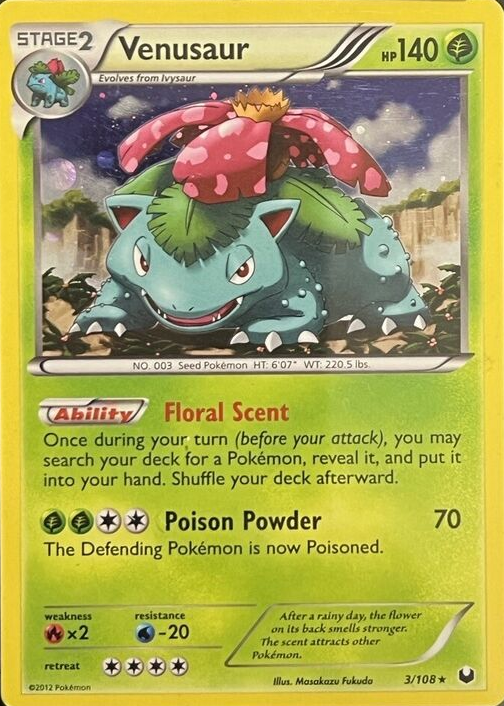 STAGE2
Venusaur
HP140
Evolves from Ivysaur
NO. 003 Seed Pokémon HT: 6'07" WT: 220.5 lbs.
Ability Floral Scent
Once during your turn (before your attack), you may
search your deck for a Pokémon, reveal it, and put it
into your hand. Shuffle your deck afterward.
Poison Powder 70
The Defending Pokémon is now Poisoned.
weakness resistance
×2 -20
retreat
After a rainy day, the flower
on its back smells stronger.
The scent attracts other
Pokémon.
©2012 Pokémon Illus. Masakazu Fukuda 3/108★